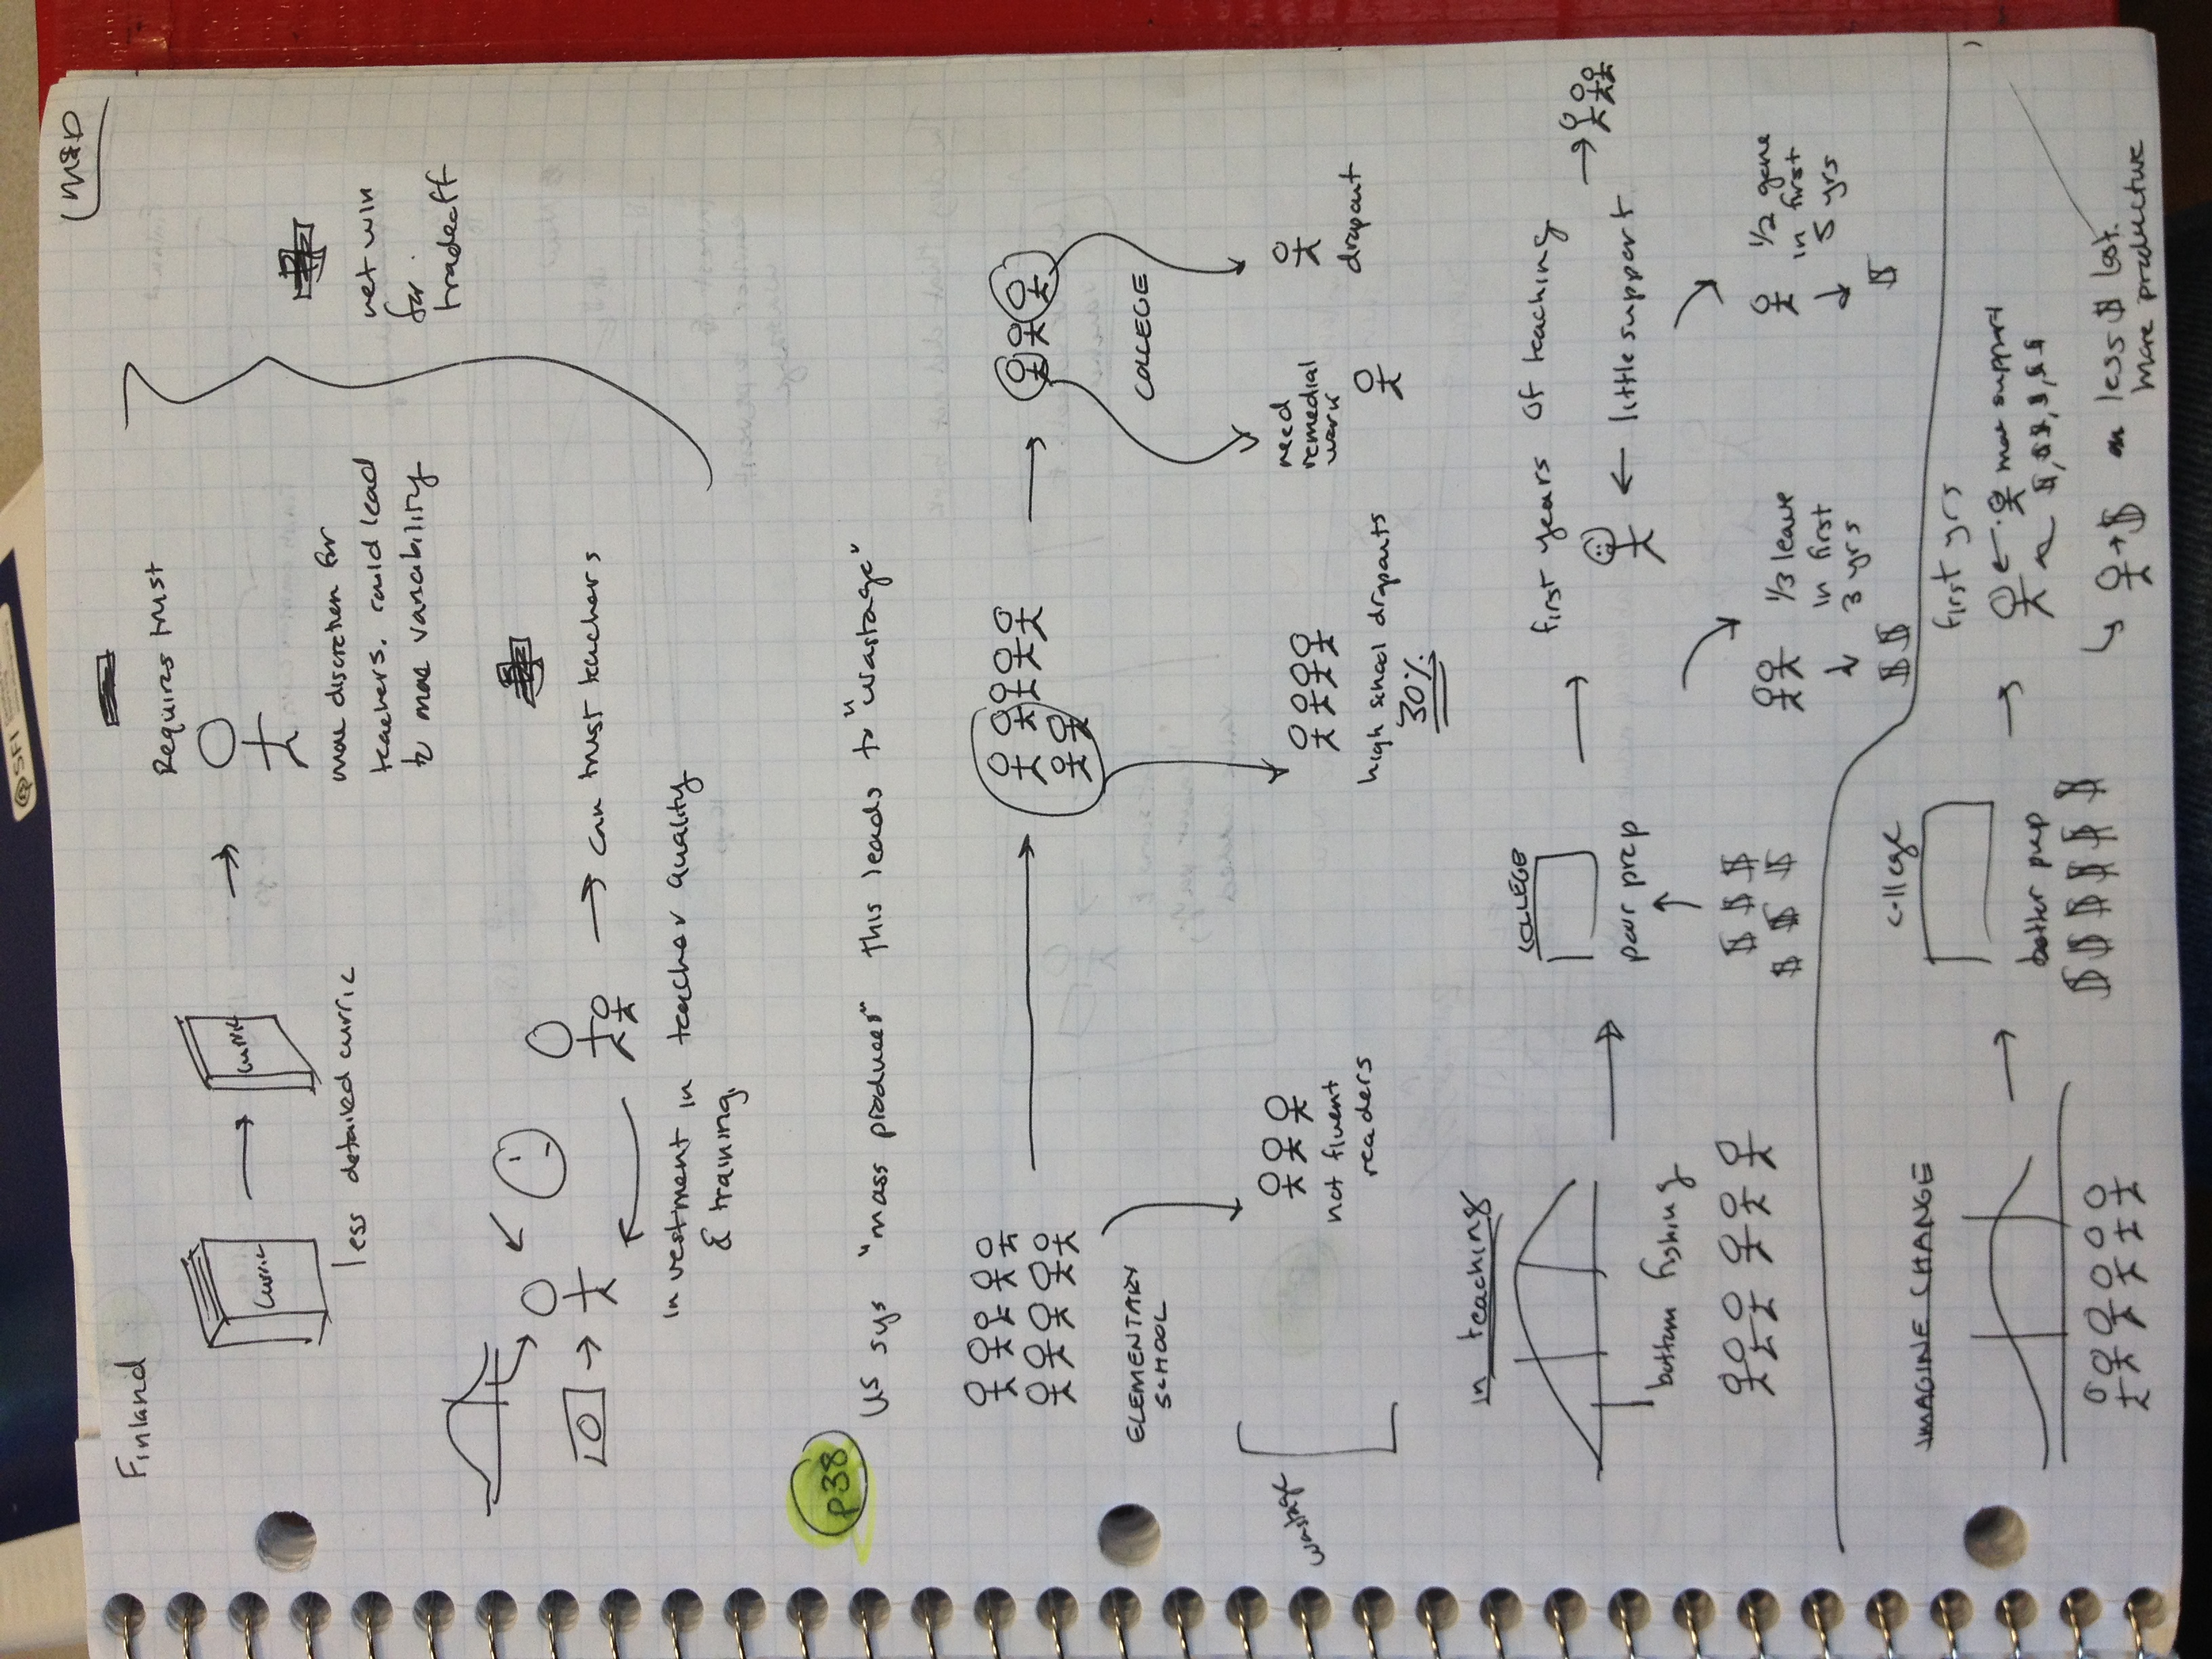 SFI
M&D
Finland
Requires trust
Curric
Curric
less detailed curric
more discretion for
teachers. could lead
to more variability
net win
for
tradeoff
can trust teachers
investment in teacher quality
& training.
p38
US sys "mass produces" this leads to "wastage"
ELEMENTARY
SCHOOL
COLLEGE
wastage
not fluent
readers
high school dropouts
30%
need
remedial
work
dropout
in teaching
bottom fishing
COLLEGE
poor prep
$ $ $
$ $ $
first years of teaching
little support
1/3 leave
in first
3 yrs
$ $
1/2 gone
in first
5 yrs
$
IMAGINE CHANGE
college
better prep
$ $ $ $ $ $
first yrs
more support
$, $ $, $, $ $
$
less $ lost.
more productive